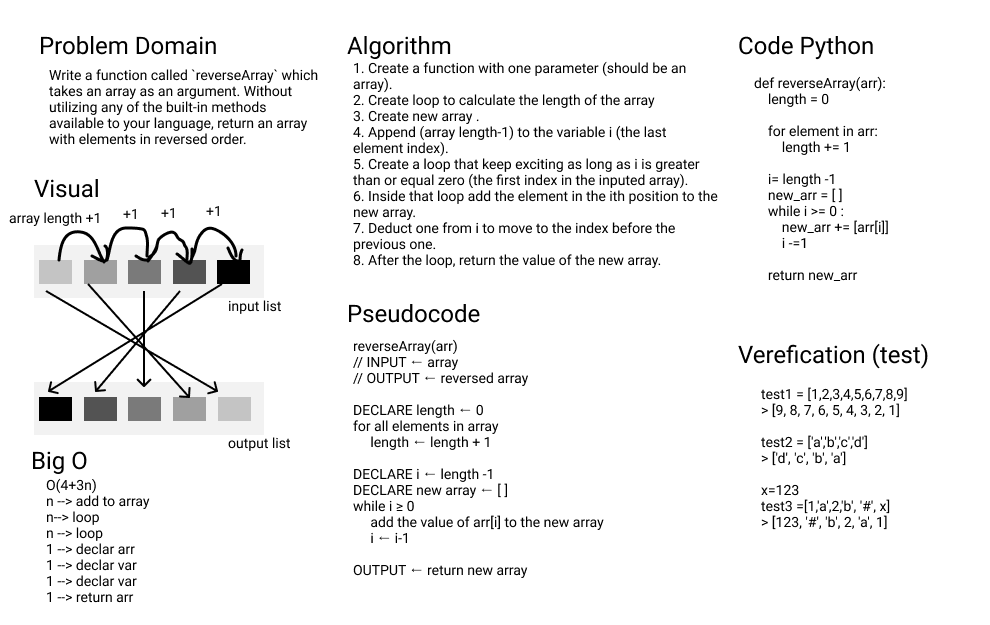 Problem Domain
Write a function called `reverseArray` which
takes an array as an argument. Without
utilizing any of the built-in methods
available to your language, return an array
with elements in reversed order.
Visual
array length +1
+1
+1
+1
input list
output list
Big O
O(4+3n)
n --> add to array
n--> loop
n --> loop
1 --> declar arr
1 --> declar var
1 --> declar var
1 --> return arr
Algorithm
1. Create a function with one parameter (should be an
array).
2. Create loop to calculate the length of the array
3. Create new array .
4. Append (array length-1) to the variable i (the last
element index).
5. Create a loop that keep exciting as long as i is greater
than or equal zero (the first index in the inputed array).
6. Inside that loop add the element in the ith position to the
new array.
7. Deduct one from i to move to the index before the
previous one.
8. After the loop, return the value of the new array.
Pseudocode
reverseArray(arr)
// INPUT ← array
// OUTPUT ← reversed array
DECLARE length ← 0
for all elements in array
length ← length + 1
DECLARE i ← length -1
DECLARE new array ← [ ]
while i ≥ 0
add the value of arr[i] to the new array
i ← i-1
OUTPUT ← return new array
Code Python
def reverseArray(arr):
length = 0
for element in arr:
length += 1
i= length -1
new_arr = [ ]
while i >= 0 :
new_arr += [arr[i]]
i -=1
return new_arr
Verefication (test)
test1 = [1,2,3,4,5,6,7,8,9]
> [9, 8, 7, 6, 5, 4, 3, 2, 1]
test2 = ['a','b','c','d']
> ['d', 'c', 'b', 'a']
x=123
test3 =[1,'a',2,'b', '#', x]
> [123, '#', 'b', 2, 'a', 1]